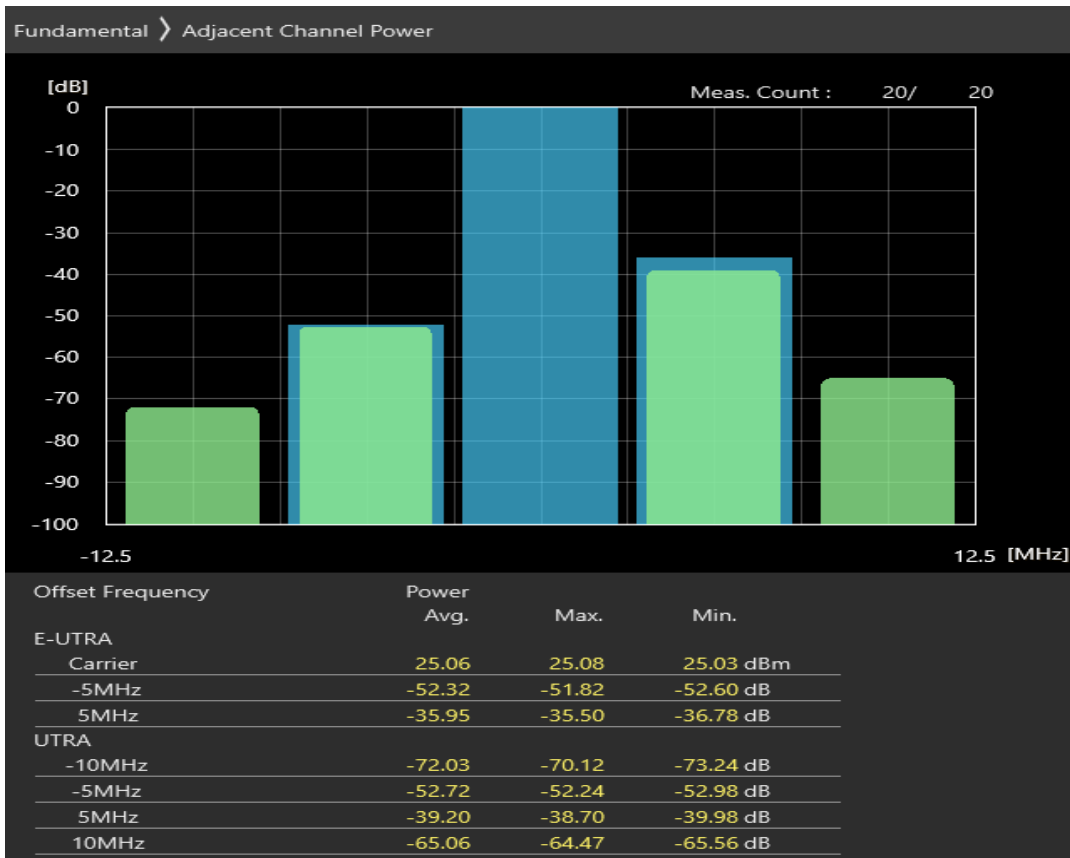 Fundamental 〉 Adjacent Channel Power
[dB]
Meas. Count : 20/ 20
0
-10
-20
-30
-40
-50
-60
-70
-80
-90
-100
-12.5 12.5 [MHz]
Offset Frequency Power
Avg. Max. Min.
E-UTRA
Carrier 25.06 25.08 25.03 dBm
-5MHz -52.32 -51.82 -52.60 dB
5MHz -35.95 -35.50 -36.78 dB
UTRA
-10MHz -72.03 -70.12 -73.24 dB
-5MHz -52.72 -52.24 -52.98 dB
5MHz -39.20 -38.70 -39.98 dB
10MHz -65.06 -64.47 -65.56 dB